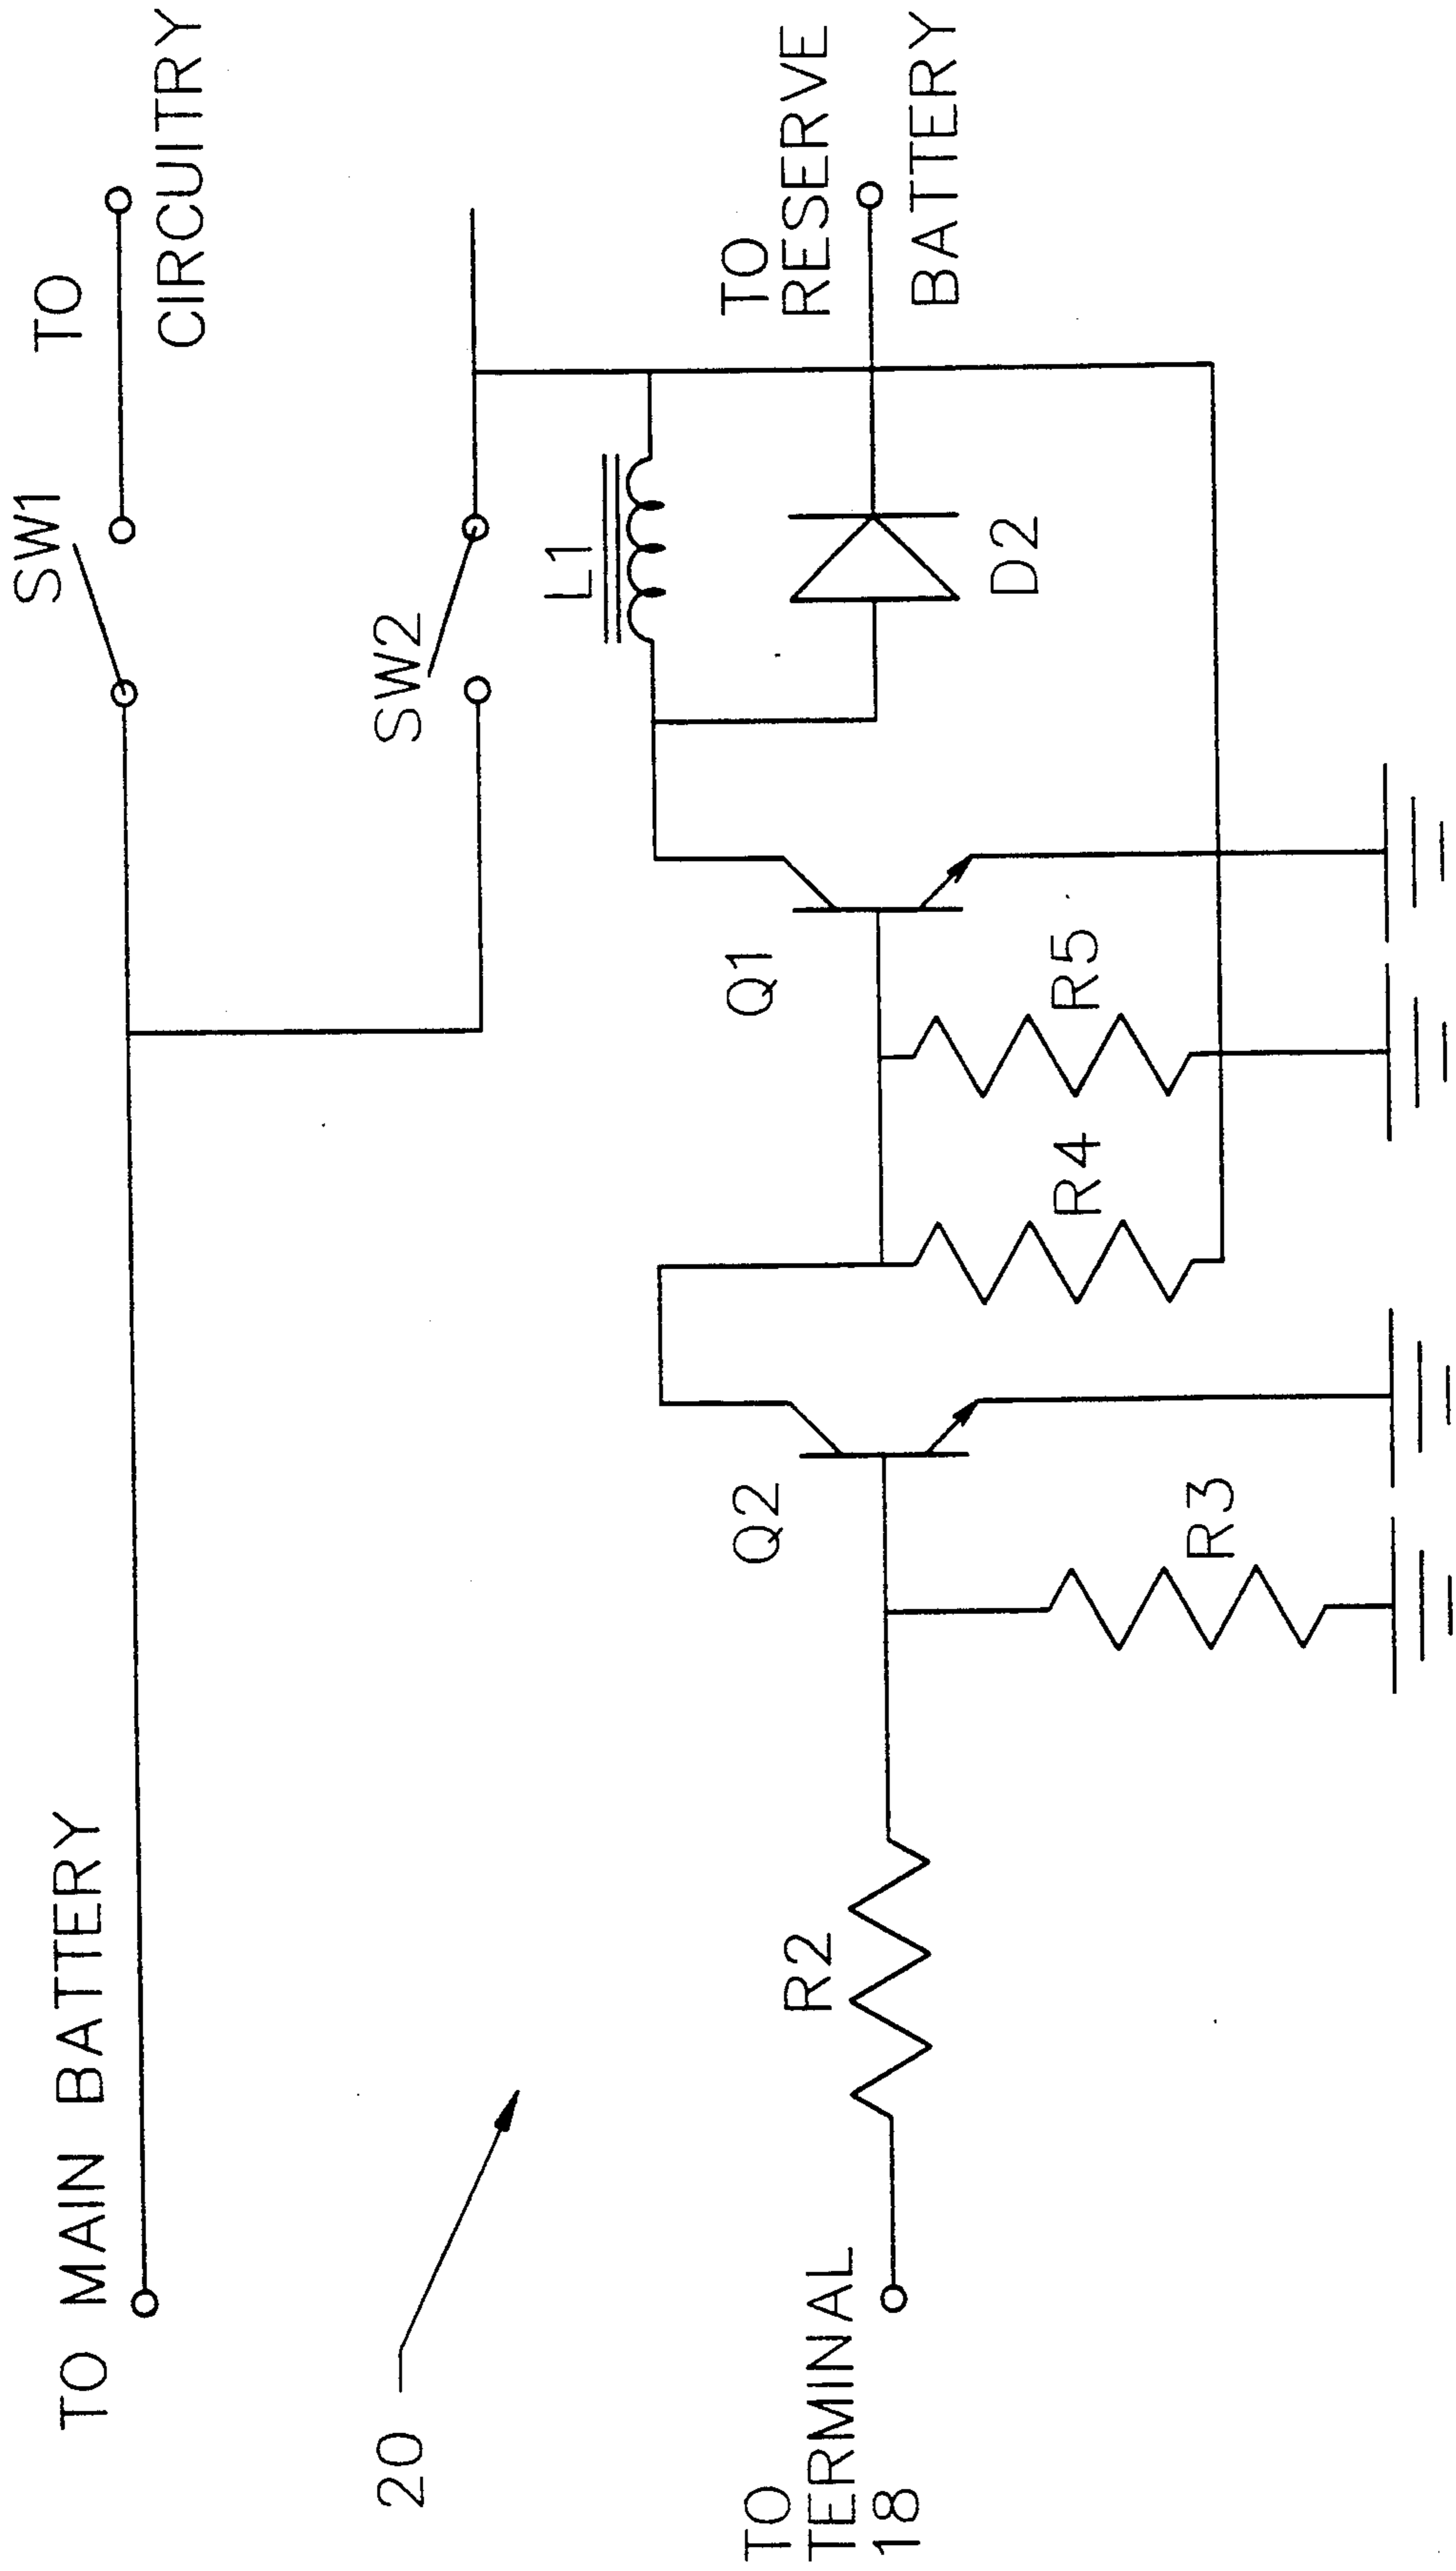 TO MAIN BATTERY
SW1
TO
CIRCUITRY
20
SW2
L1
TO
RESERVE
BATTERY
D2
Q1
Q2
R5
R4
R3
R2
TO
TERMINAL
18